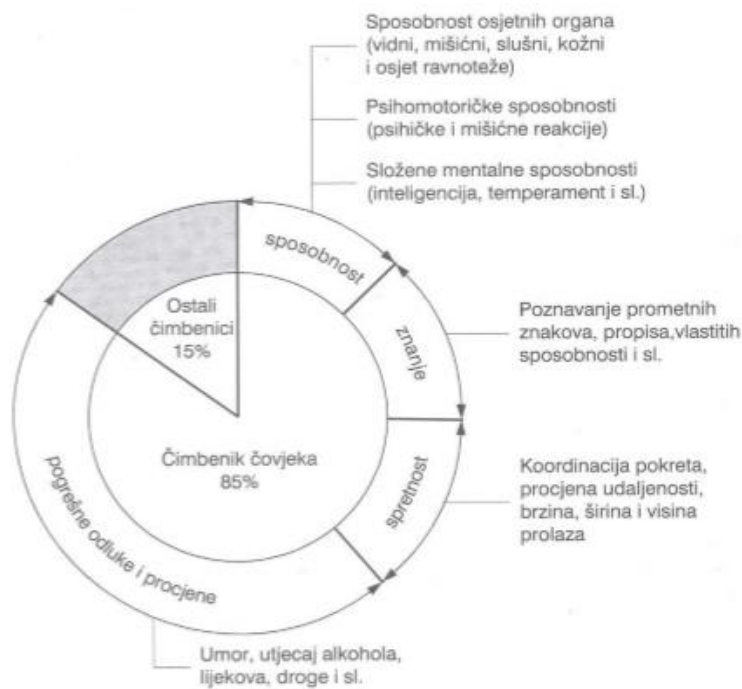 Sposobnost osjetnih organa
(vidni, mišićni, slušni, kožni
i osjet ravnoteže)
Psihomotoričke sposobnosti
(psihičke i mišićne reakcije)
Složene mentalne sposobnosti
(inteligencija, temperament i sl.)
sposobnost
Ostali
čimbenici
15%
znanje
Poznavanje prometnih
znakova, propisa,vlastitih
sposobnosti i sl.
Čimbenik čovjeka
85%
spretnost
Koordinacija pokreta,
procjena udaljenosti,
brzina, širina i visina
prolaza
pogrešne odluke i procjene
Umor, utjecaj alkohola,
lijekova, droge i sl.